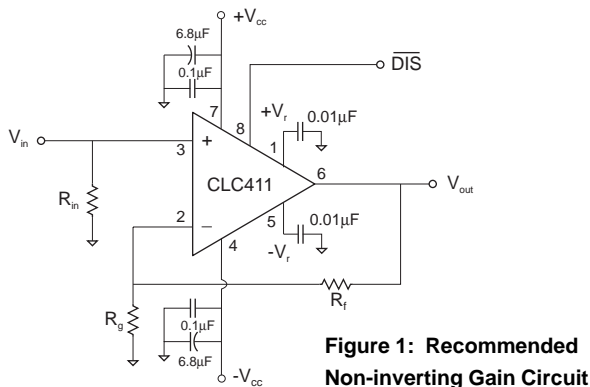 +Vcc
6.8µF
0.1µF
DIS
7
8
+Vr
0.01µF
Vin
3
+
1
CLC411
6
Vout
Rin
2
−
5
0.01µF
4
-Vr
Rf
Rg
0.1µF
6.8µF
-Vcc
Figure 1: Recommended
Non-inverting Gain Circuit